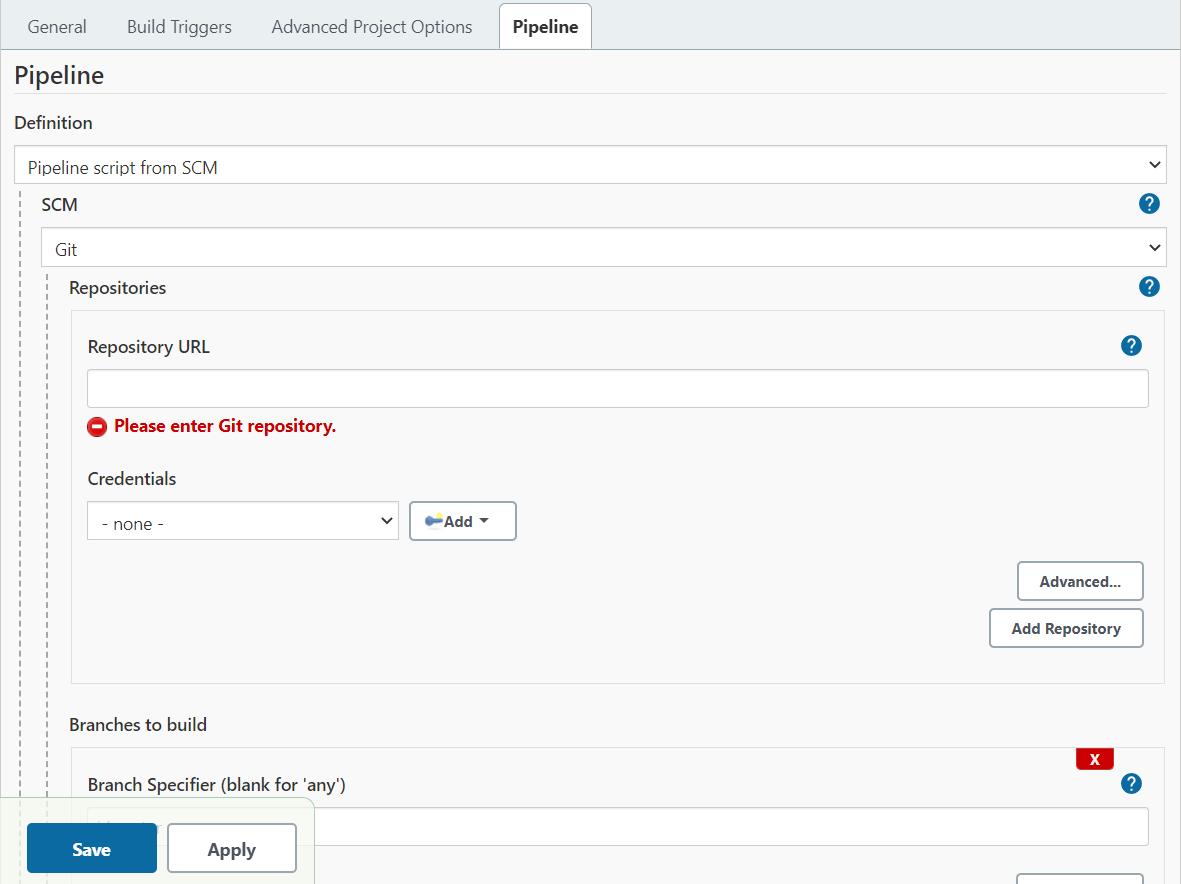 General Build Triggers Advanced Project Options Pipeline
Pipeline
Definition
Pipeline script from SCM
SCM ?
Git
Repositories ?
Repository URL ?
Please enter Git repository.
Credentials
- none - Add
Advanced...
Add Repository
Branches to build
X
Branch Specifier (blank for 'any') ?
Save Apply